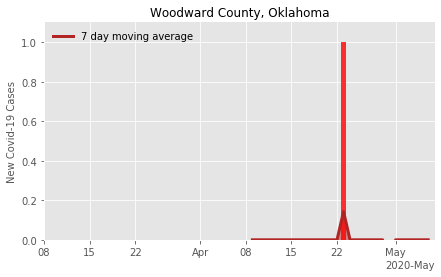 Woodward County, Oklahoma
7 day moving average
New Covid-19 Cases
1.0
0.8
0.6
0.4
0.2
0.0
08 15 22 Apr 08 15 22 May
2020-May